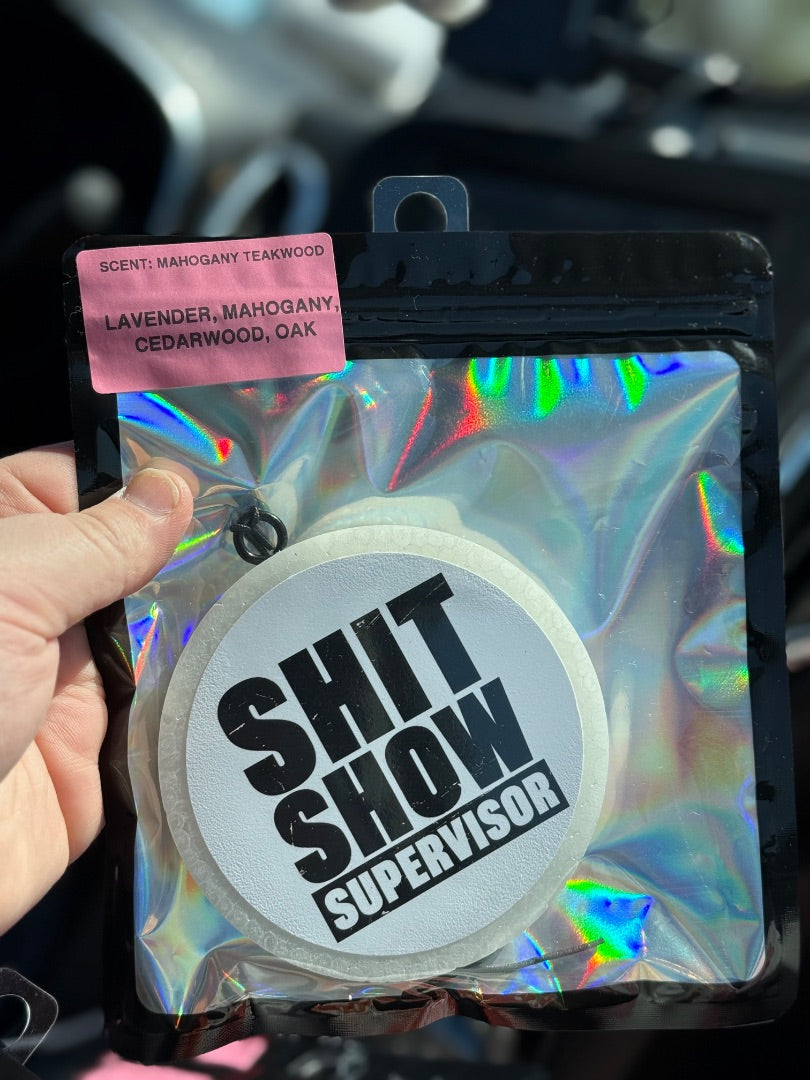 SCENT: MAHOGANY TEAKWOOD
LAVENDER, MAHOGANY,
CEDARWOOD, OAK
SHIT
SHOW
SUPERVISOR